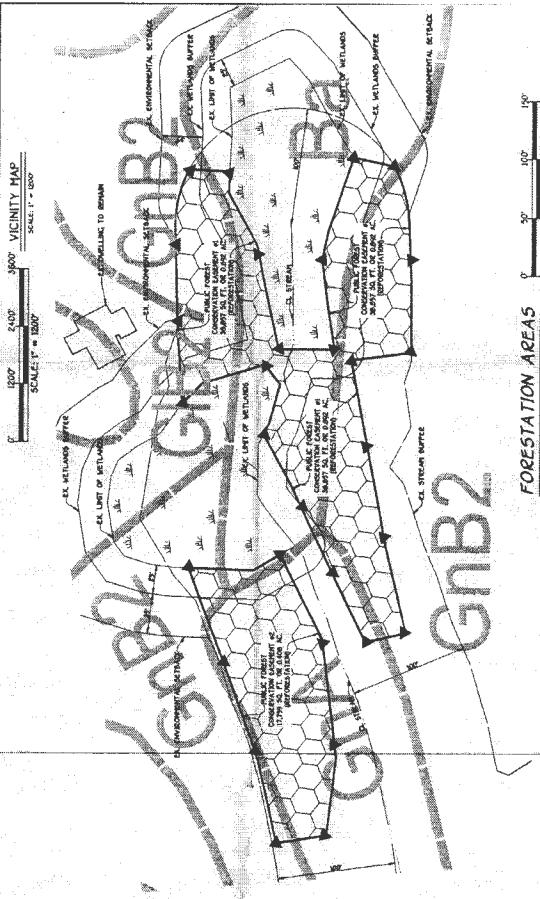 VICINITY MAP
SCALE: 1" = 1200'
0' 1200' 2400' 3600'
SCALE: 1" = 1200'
EX. DWELLING TO REMAIN
EX. ENVIRONMENTAL SETBACK
EX. WETLANDS BUFFER
EX. LIMIT OF WETLANDS
GnB2
EX. ENVIRONMENTAL SETBACK
GlB2
Ba
EX. LIMIT OF WETLANDS
EX. WETLANDS BUFFER
EX. ENVIRONMENTAL SETBACK
PUBLIC FOREST
CONSERVATION EASEMENT #1
(REFORESTATION)
CL STREAM
PUBLIC FOREST
CONSERVATION EASEMENT #1
(REFORESTATION)
EX. WETLANDS BUFFER
EX. LIMIT OF WETLANDS
EX. LIMIT OF WETLANDS
PUBLIC FOREST
CONSERVATION EASEMENT #1
(REFORESTATION)
EX. STREAM BUFFER
GnB2
GnB2
EX. ENVIRONMENTAL SETBACK
PUBLIC FOREST
CONSERVATION EASEMENT #2
(REFORESTATION)
STREAM
100'
100'
FORESTATION AREAS
0' 50' 100' 150'